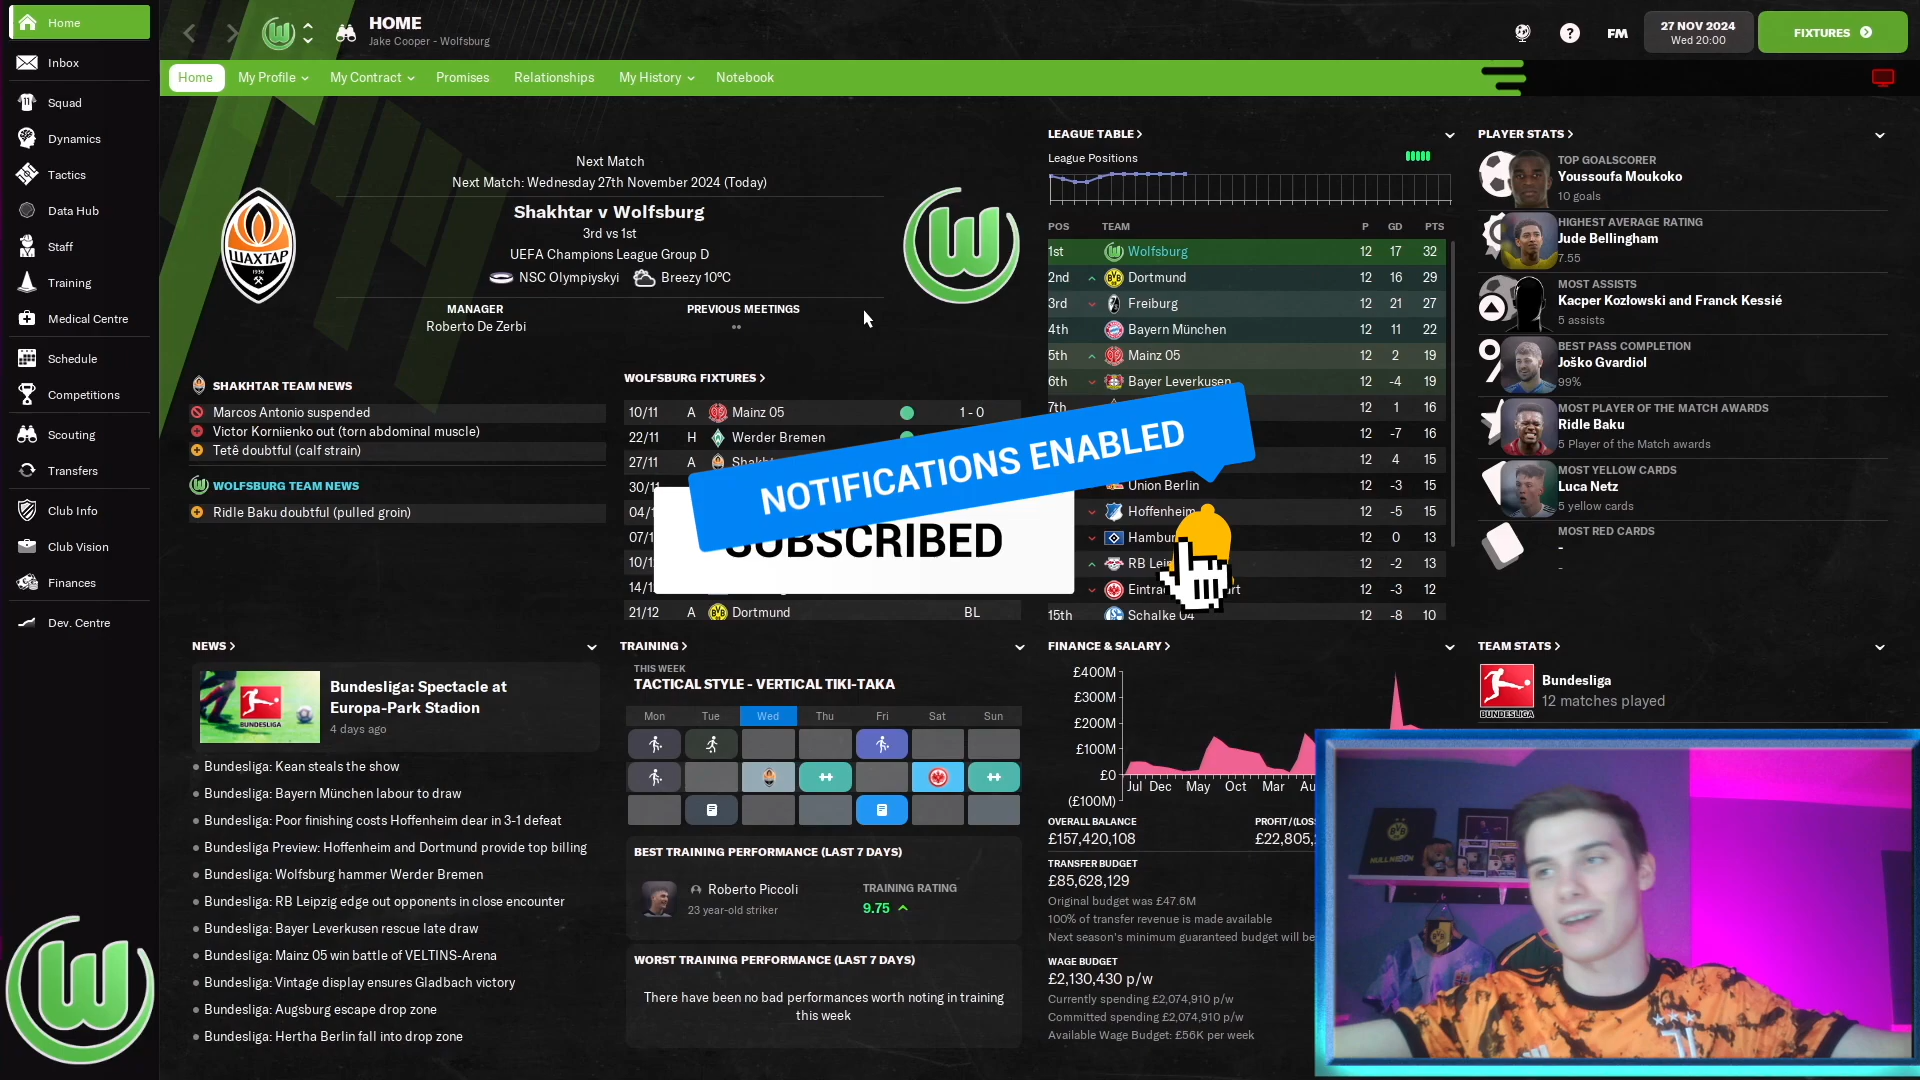 Home
Inbox
Squad
Dynamics
Tactics
Data Hub
Staff
Training
Medical Centre
Schedule
Competitions
Scouting
Transfers
Club Info
Club Vision
Finances
Dev. Centre
HOME
Jake Cooper - Wolfsburg
?
FM
27 NOV 2024
Wed 20:00
FIXTURES
Home
My Profile
My Contract
Promises
Relationships
My History
Notebook
Next Match
Next Match: Wednesday 27th November 2024 (Today)
Shakhtar v Wolfsburg
3rd vs 1st
UEFA Champions League Group D
NSC Olympiyskyi
Breezy 10ºC
ШАХТАР
1936
MANAGER
Roberto De Zerbi
PREVIOUS MEETINGS
--
SHAKHTAR TEAM NEWS
Marcos Antonio suspended
Victor Korniienko out (torn abdominal muscle)
Tetê doubtful (calf strain)
WOLFSBURG TEAM NEWS
Ridle Baku doubtful (pulled groin)
WOLFSBURG FIXTURES
10/11 A Mainz 05 1 - 0
22/11 H Werder Bremen
27/11 A
30/11
21/12 A Dortmund BL
NOTIFICATIONS ENABLED
SUBSCRIBED
LEAGUE TABLE
League Positions
POS TEAM P GD PTS
1st Wolfsburg 12 17 32
2nd Dortmund 12 16 29
3rd Freiburg 12 21 27
4th Bayern München 12 11 22
5th Mainz 05 12 2 19
6th Bayer Leverkusen 12 -4 19
7th 12 1 16
12 -7 16
12 4 15
Union Berlin 12 -3 15
Hoffenheim 12 -5 15
12 0 13
12 -2 13
12 -3 12
15th Schalke 04 12 -8 10
PLAYER STATS
TOP GOALSCORER
Youssoufa Moukoko
10 goals
HIGHEST AVERAGE RATING
Jude Bellingham
7.55
MOST ASSISTS
Kacper Kozlowski and Franck Kessié
5 assists
BEST PASS COMPLETION
Joško Gvardiol
99%
MOST PLAYER OF THE MATCH AWARDS
Ridle Baku
5 Player of the Match awards
MOST YELLOW CARDS
Luca Netz
5 yellow cards
MOST RED CARDS
-
-
NEWS
BUNDESLIGA
Bundesliga: Spectacle at
Europa-Park Stadion
4 days ago
Bundesliga: Kean steals the show
Bundesliga: Bayern München labour to draw
Bundesliga: Poor finishing costs Hoffenheim dear in 3-1 defeat
Bundesliga Preview: Hoffenheim and Dortmund provide top billing
Bundesliga: Wolfsburg hammer Werder Bremen
Bundesliga: RB Leipzig edge out opponents in close encounter
Bundesliga: Bayer Leverkusen rescue late draw
Bundesliga: Mainz 05 win battle of VELTINS-Arena
Bundesliga: Vintage display ensures Gladbach victory
Bundesliga: Augsburg escape drop zone
Bundesliga: Hertha Berlin fall into drop zone
TRAINING
THIS WEEK
TACTICAL STYLE - VERTICAL TIKI-TAKA
Mon Tue Wed Thu Fri Sat Sun
BEST TRAINING PERFORMANCE (LAST 7 DAYS)
Roberto Piccoli
23 year-old striker
TRAINING RATING
9.75
WORST TRAINING PERFORMANCE (LAST 7 DAYS)
There have been no bad performances worth noting in training
this week
FINANCE & SALARY
£400M
£300M
£200M
£100M
£0
(£100M)
Jul Dec May Oct Mar
OVERALL BALANCE
£157,420,108
PROFIT/(LOSS
£22,805,
TRANSFER BUDGET
£85,628,129
Original budget was £47.6M
100% of transfer revenue is made available
Next season's minimum guaranteed budget will be
WAGE BUDGET
£2,130,430 p/w
Currently spending £2,074,910 p/w
Committed spending £2,074,910 p/w
Available Wage Budget: £56K per week
TEAM STATS
BUNDESLIGA
Bundesliga
12 matches played